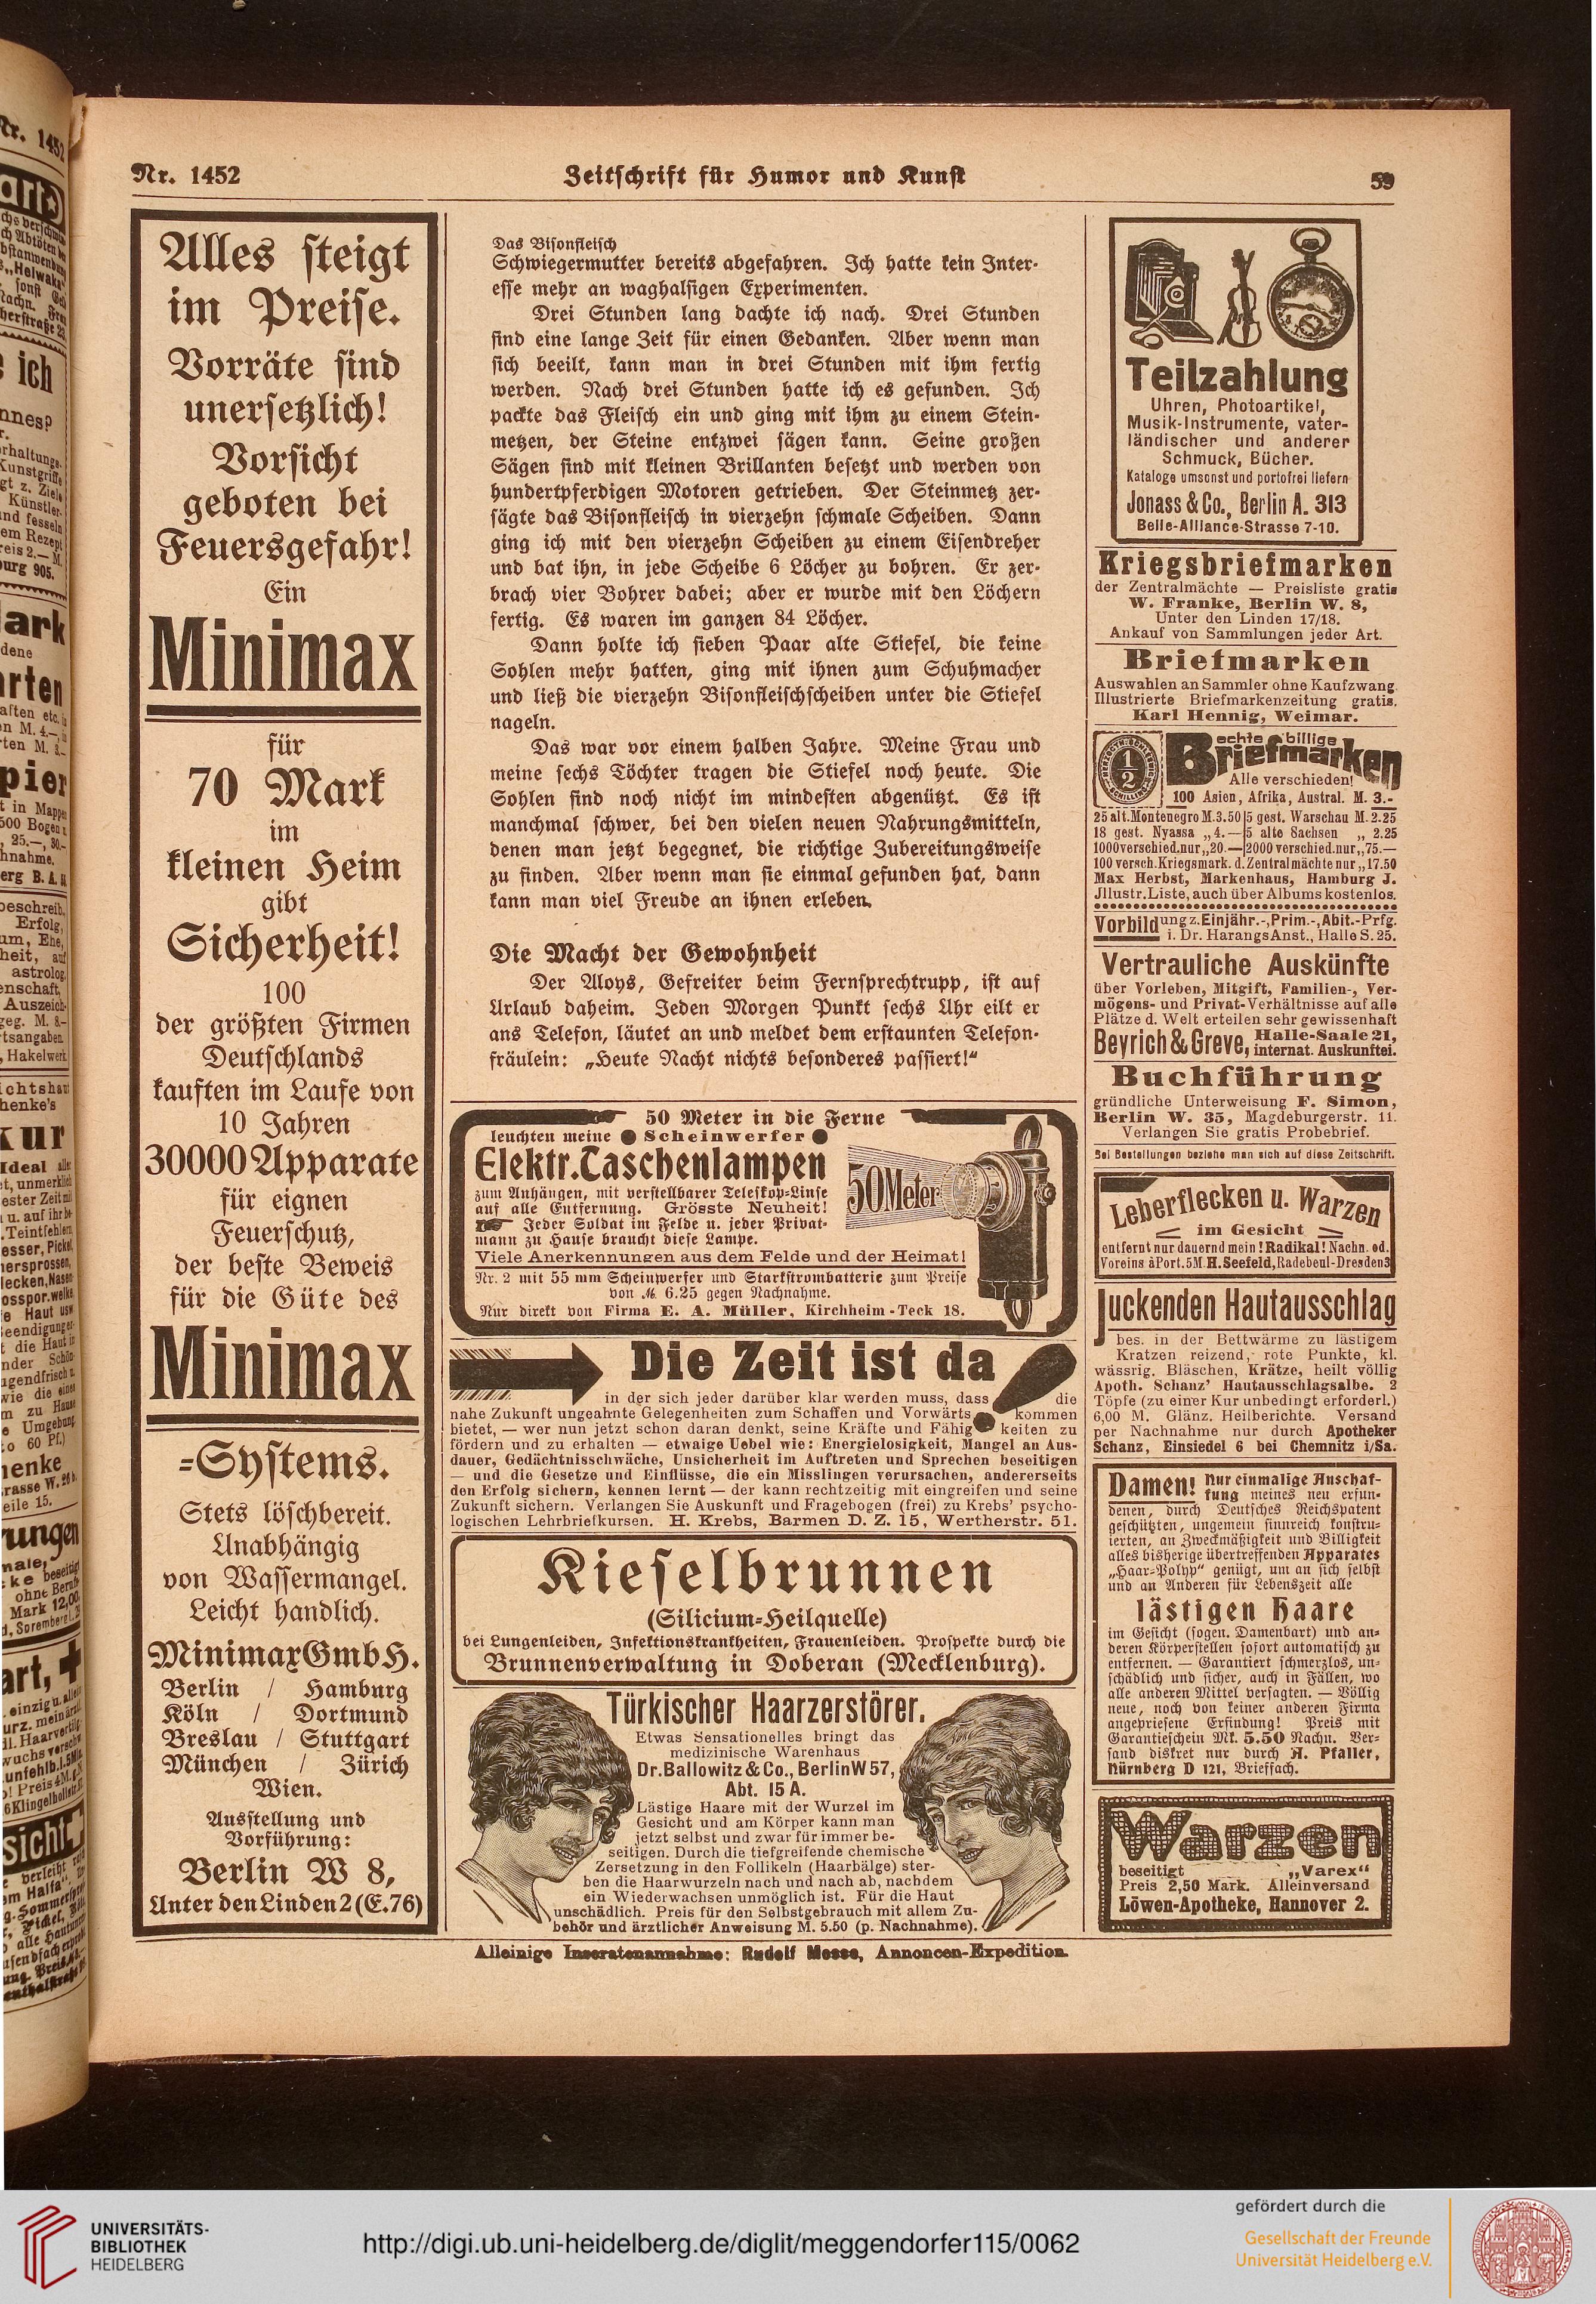 Nr. 1452
Zeitschrift für Humor und Kunst
59
Alles steigt
im Preise.
Vorräte sind
unersetzlich!
Vorsicht
geboten bei
Feuersgefahr!
Ein
Minimax
für
70 Mark
im
kleinen Heim
gibt
Sicherheit!
100
der größten Firmen
Deutschlands
kauften im Laufe von
10 Jahren
30000 Apparate
für eignen
Feuerschutz,
der beste Beweis
für die Güte des
Minimax
=Systems.
Stets löschbereit.
Unabhängig
von Wassermangel.
Leicht handlich.
Minimax GmbH.
Berlin / Hamburg
Köln / Dortmund
Breslau / Stuttgart
München / Zürich
Wien.
Ausstellung und
Vorführung:
Berlin W 8,
Unter den Linden 2 (E. 76)
Das Bisonfleisch
Schwiegermutter bereits abgefahren. Ich hatte kein Inter-
esse mehr an waghalsigen Experimenten.
Drei Stunden lang dachte ich nach. Drei Stunden
sind eine lange Zeit für einen Gedanken. Aber wenn man
sich beeilt, kann man in drei Stunden mit ihm fertig
werden. Nach drei Stunden hatte ich es gefunden. Ich
packte das Fleisch ein und ging mit ihm zu einem Stein-
metzen, der Steine entzwei sägen kann. Seine großen
Sägen sind mit kleinen Brillanten besetzt und werden von
hundertpferdigen Motoren getrieben. Der Steinmetz zer-
sägte das Bisonfleisch in vierzehn schmale Scheiben. Dann
ging ich mit den vierzehn Scheiben zu einem Eisendreher
und bat ihn, in jede Scheibe 6 Löcher zu bohren. Er zer-
brach vier Bohrer dabei; aber er wurde mit den Löchern
fertig. Es waren im ganzen 84 Löcher.
Dann holte ich sieben Paar alte Stiefel, die keine
Sohlen mehr hatten, ging mit ihnen zum Schuhmacher
und ließ die vierzehn Bisonfleischscheiben unter die Stiefel
nageln.
Das war vor einem halben Jahre. Meine Frau und
meine sechs Töchter tragen die Stiefel noch heute. Die
Sohlen sind noch nicht im mindesten abgenützt. Es ist
manchmal schwer, bei den vielen neuen Nahrungsmitteln,
denen man jetzt begegnet, die richtige Zubereitungsweise
zu finden. Aber wenn man sie einmal gefunden hat, dann
kann man viel Freude an ihnen erleben.
Die Macht der Gewohnheit
Der Aloys, Gefreiter beim Fernsprechtrupp, ist auf
Urlaub daheim. Jeden Morgen Punkt sechs Uhr eilt er
ans Telefon, läutet an und meldet dem erstaunten Telefon-
fräulein: „Heute Nacht nichts besonderes passiert!“
50 Meter in die Ferne
leuchten meine Scheinwerfer
Elektr. Taschenlampen
zum Anhängen, mit verstellbarer Teleskop-Linse
auf alle Entfernung. Grösste Neuheit!
Jeder Soldat im Felde u. jeder Privat-
mann zu Hause braucht diese Lampe.
50 Meter
Viele Anerkennungen aus dem Felde und der Heimat!
Nr. 2 mit 55 mm Scheinwerfer und Starkstrombatterie zum Preise
von M 6.25 gegen Nachnahme.
Nur direkt von Firma E. A. Müller, Kirchheim-Teck 18.
Die Zeit ist da
in der sich jeder darüber klar werden muss, dass die
nahe Zukunft ungeahnte Gelegenheiten zum Schaffen und Vorwärtskommen
bietet, — wer nun jetzt schon daran denkt, seine Kräfte und Fähigkeiten zu
fördern und zu erhalten — etwaige Uebel wie: Energielosigkeit, Mangel an Aus-
dauer, Gedächtnisschwäche, Unsicherheit im Auftreten und Sprechen beseitigen
— und die Gesetze und Einflüsse, die ein Misslingen verursachen, andererseits
den Erfolg sichern, kennen lernt — der kann rechtzeitig mit eingreifen und seine
Zukunft sichern. Verlangen Sie Auskunft und Fragebogen (frei) zu Krebs' psycho-
logischen Lehrbriefkursen. H. Krebs, Barmen D. Z. 15, Wertherstr. 51.
Kieselbrunnen
(Silicium=Heilquelle)
bei Lungenleiden, Infektionskrankheiten, Frauenleiden. Prospekte durch die
Brunnenverwaltung in Doberan (Mecklenburg).
Türkischer Haarzerstörer.
Etwas Sensationelles bringt das
medizinische Warenhaus
Dr. Ballowitz & Co., Berlin W 57,
Abt. 15 A.
Lästige Haare mit der Wurzel im
Gesicht und am Körper kann man
jetzt selbst und zwar für immer be-
seitigen. Durch die tiefgreifende chemische
Zersetzung in den Follikeln (Haarbälge) ster-
ben die Haarwurzeln nach und nach ab, nachdem
ein Wiederwachsen unmöglich ist. Für die Haut
unschädlich. Preis für den Selbstgebrauch mit allem Zu-
behör und ärztlicher Anweisung M. 5.50 (p. Nachnahme).
Teilzahlung
Uhren, Photoartikel,
Musik-Instrumente, vater-
ländischer und anderer
Schmuck, Bücher.
Kataloge umsonst und portofrei liefern
Jonass & Co., Berlin A. 313
Belle-Alliance-Strasse 7-10.
Kriegsbriefmarken
der Zentralmächte — Preisliste gratis
W. Franke, Berlin W. 8,
Unter den Linden 17/18.
Ankauf von Sammlungen jeder Art.
Briefmarken
Auswahlen an Sammler ohne Kaufzwang.
Illustrierte Briefmarkenzeitung gratis.
Karl Hennig, Weimar.
echte billige
Briefmarken
Alle verschieden!
1/2
SCHILLING
100 Asien, Afrika, Austral. M. 3.-
25 alt. Montenegro M. 3.50 | 5 gest. Warschau M. 2.25
18 gest. Nyassa „ 4.— | 5 alte Sachsen „ 2.25
1000 verschied. nur „ 20.— | 2000 verschied. nur „ 75.—
100 versch. Kriegsmark. d. Zentralmächte nur „ 17.50
Max Herbst, Markenhaus, Hamburg J.
Jllustr. Liste, auch über Albums kostenlos.
Vorbildung z. Einjähr.-, Prim.-, Abit.-Prfg.
i. Dr. Harangs Anst., Halle S. 25.
Vertrauliche Auskünfte
über Vorleben, Mitgift, Familien-, Ver-
mögens- und Privat-Verhältnisse auf alle
Plätze d. Welt erteilen sehr gewissenhaft
Beyrich & Greve, Halle-Saale 21,
internat. Auskunftei.
Buchführung
gründliche Unterweisung F. Simon,
Berlin W. 35, Magdeburgerstr. 11.
Verlangen Sie gratis Probebrief.
Bei Bestellungen beziehe man sich auf diese Zeitschrift.
Leberflecken u. Warzen
im Gesicht
entfernt nur dauernd mein ! Radikal! Nachn. od.
Voreins à Port. 5 M H. Seefeld, Radebeul-Dresden 3
Juckenden Hautausschlag
bes. in der Bettwärme zu lästigem
Kratzen reizend, rote Punkte, kl.
wässrig. Bläschen, Krätze, heilt völlig
Apoth. Schanz' Hautausschlagsalbe. 2
Töpfe (zu einer Kur unbedingt erforderl.)
6,00 M. Glänz. Heilberichte. Versand
per Nachnahme nur durch Apotheker
Schanz, Einsiedel 6 bei Chemnitz i/Sa.
Damen! Nur einmalige Anschaf-
fung meines neu erfun-
denen, durch Deutsches Reichspatent
geschützten, ungemein sinnreich konstru-
ierten, an Zweckmäßigkeit und Billigkeit
alles bisherige übertreffenden Apparates
„Haar=Polyp“ genügt, um an sich selbst
und an Anderen für Lebenszeit alle
lästigen Haare
im Gesicht (sogen. Damenbart) und an-
deren Körperstellen sofort automatisch zu
entfernen. — Garantiert schmerzlos, un-
schädlich und sicher, auch in Fällen, wo
alle anderen Mittel versagten. — Völlig
neue, noch von keiner anderen Firma
angepriesene Erfindung! Preis mit
Garantieschein Mk. 5.50 Nachn. Ver-
sand diskret nur durch A. Pfaller,
Nürnberg D 121, Brieffach.
Warzen
beseitigt „Varex“
Preis 2,50 Mark. Alleinversand
Löwen-Apotheke, Hannover 2.
Alleinige Inseratenannahme: Rudolf Mosse, Annoncen-Expedition.
UNIVERSITÄTS-
BIBLIOTHEK
HEIDELBERG
http://digi.ub.uni-heidelberg.de/diglit/meggendorfer115/0062
gefördert durch die
Gesellschaft der Freunde
Universität Heidelberg e.V.